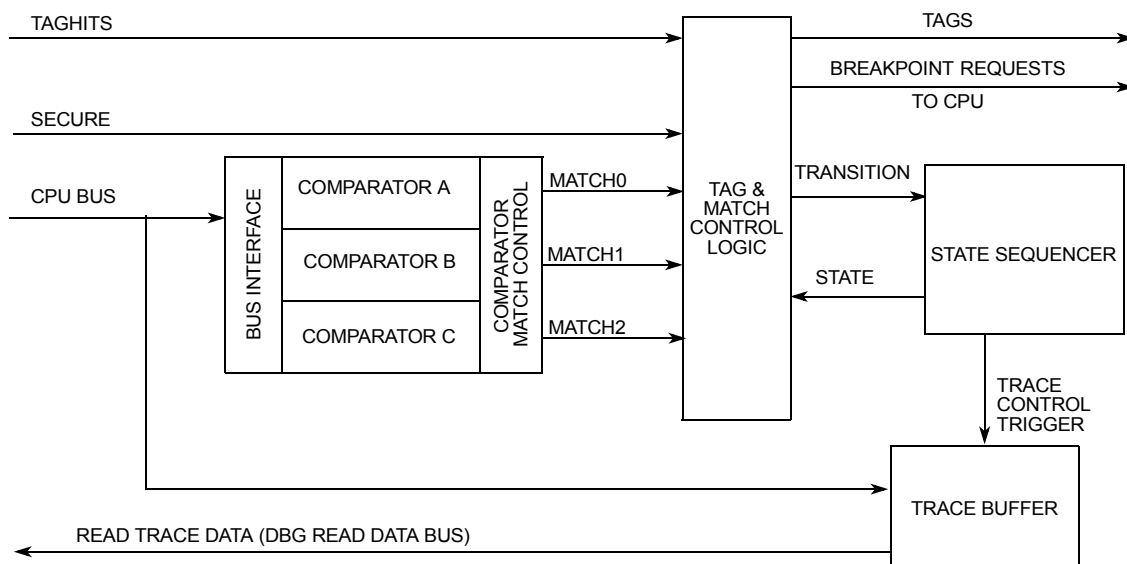 TAGHITS
TAGS
BREAKPOINT REQUESTS
TO CPU
SECURE
CPU BUS
BUS INTERFACE
COMPARATOR A
COMPARATOR B
COMPARATOR C
COMPARATOR
MATCH CONTROL
MATCH0
MATCH1
MATCH2
TAG &
MATCH
CONTROL
LOGIC
TRANSITION
STATE
STATE SEQUENCER
TRACE
CONTROL
TRIGGER
TRACE BUFFER
READ TRACE DATA (DBG READ DATA BUS)